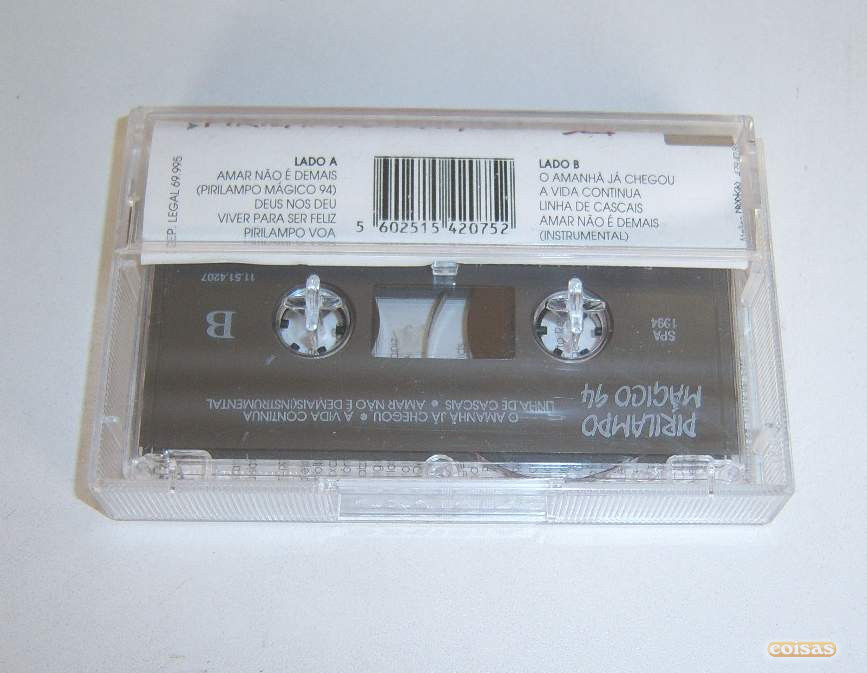 DEP. LEGAL 69.995
LADO A
AMAR NÃO É DEMAIS
(PIRILAMPO MÁGICO 94)
DEUS NOS DEU
VIVER PARA SER FELIZ
PIRILAMPO VOA
5 602515 420752
LADO B
O AMANHÃ JÁ CHEGOU
A VIDA CONTINUA
LINHA DE CASCAIS
AMAR NÃO É DEMAIS
(INSTRUMENTAL)
PIRILAMPO
MÁGICO 94
O AMANHÃ JÁ CHEGOU • A VIDA CONTINUA
LINHA DE CASCAIS • AMAR NÃO É DEMAIS(INSTRUMENTAL
SPA
1994
B
11.51.4207
coisas